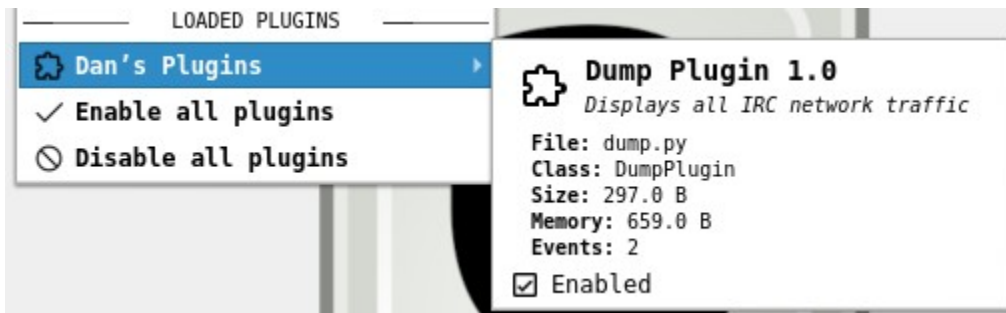 LOADED PLUGINS
Dan's Plugins
Enable all plugins
Disable all plugins
Dump Plugin 1.0
Displays all IRC network traffic
File: dump.py
Class: DumpPlugin
Size: 297.0 B
Memory: 659.0 B
Events: 2
Enabled